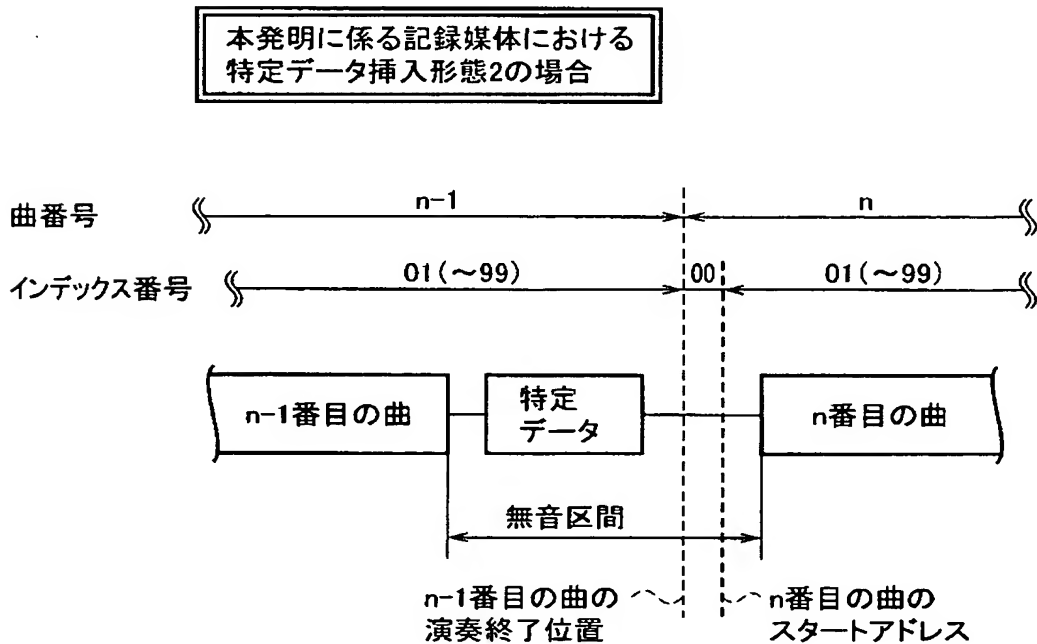 本発明に係る記録媒体における
特定データ挿入形態2の場合
曲番号
n-1
n
インデックス番号
01(～99)
00
01(～99)
n-1番目の曲
特定
データ
n番目の曲
無音区間
n-1番目の曲の
演奏終了位置
n番目の曲の
スタートアドレス